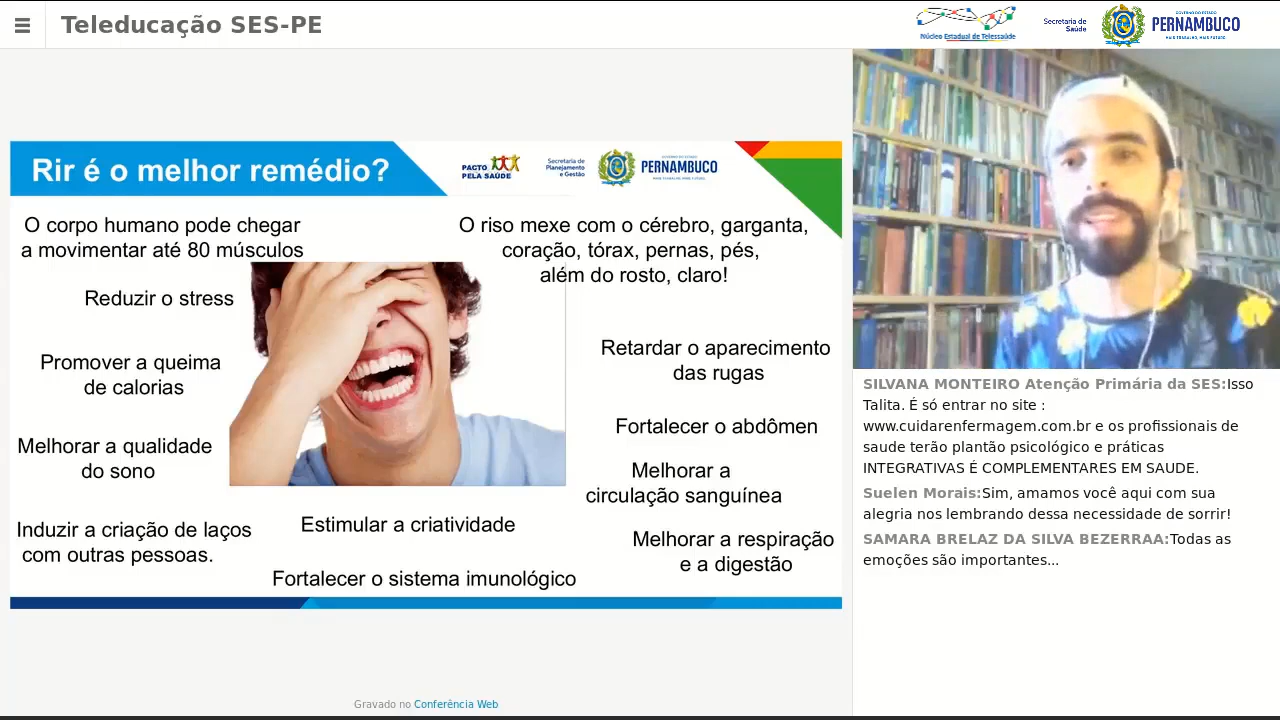 Teleducação SES-PE
Núcleo Estadual de Telessaúde
Secretaria de
Saúde
GOVERNO DO ESTADO
PERNAMBUCO
MAIS TRABALHO, MAIS FUTURO
Rir é o melhor remédio?
PACTO
PELA SAÚDE
Secretaria de
Planejamento
e Gestão
PERNAMBUCO
O corpo humano pode chegar
a movimentar até 80 músculos
O riso mexe com o cérebro, garganta,
coração, tórax, pernas, pés,
além do rosto, claro!
Reduzir o stress
Promover a queima
de calorias
Melhorar a qualidade
do sono
Induzir a criação de laços
com outras pessoas.
Retardar o aparecimento
das rugas
Fortalecer o abdômen
Melhorar a
circulação sanguínea
Melhorar a respiração
e a digestão
Estimular a criatividade
Fortalecer o sistema imunológico
SILVANA MONTEIRO Atenção Primária da SES:Isso
Talita. É só entrar no site :
www.cuidarenfermagem.com.br e os profissionais de
saude terão plantão psicológico e práticas
INTEGRATIVAS É COMPLEMENTARES EM SAUDE.
Suelen Morais:Sim, amamos você aqui com sua
alegria nos lembrando dessa necessidade de sorrir!
SAMARA BRELAZ DA SILVA BEZERRAA:Todas as
emoções são importantes...
Gravado no Conferência Web